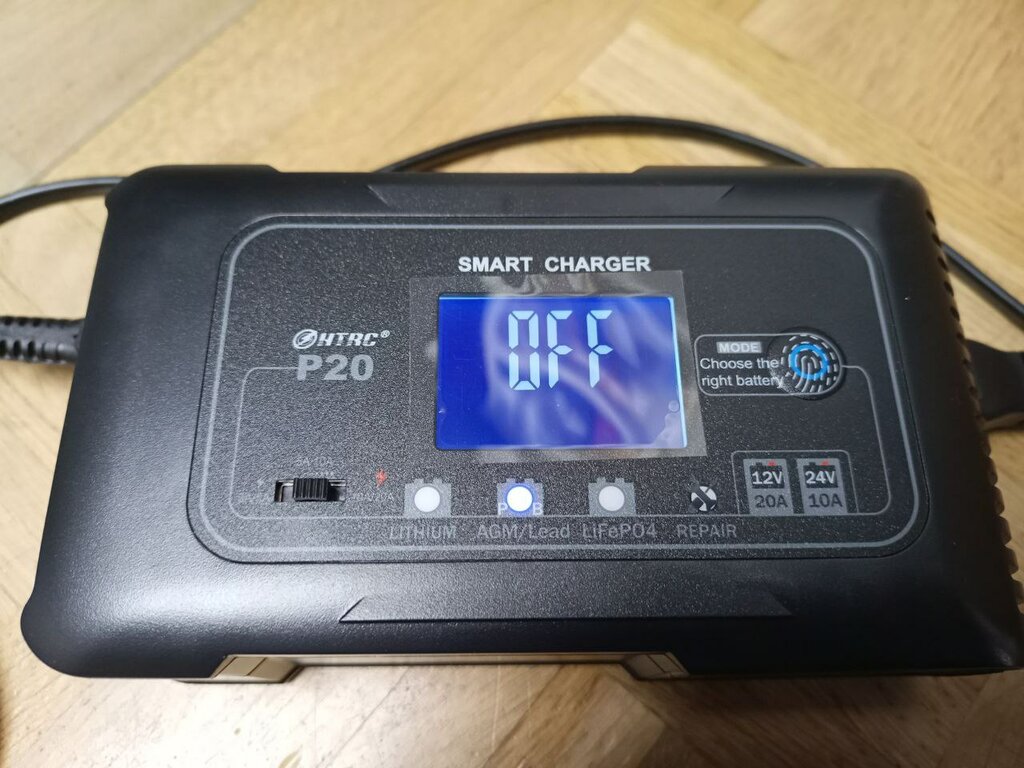 SMART CHARGER
OFF
HTRC®
P20
MODE
Choose the
right battery
12V 24V
20A 10A
P B
LITHIUM AGM/Lead LiFePO4 REPAIR